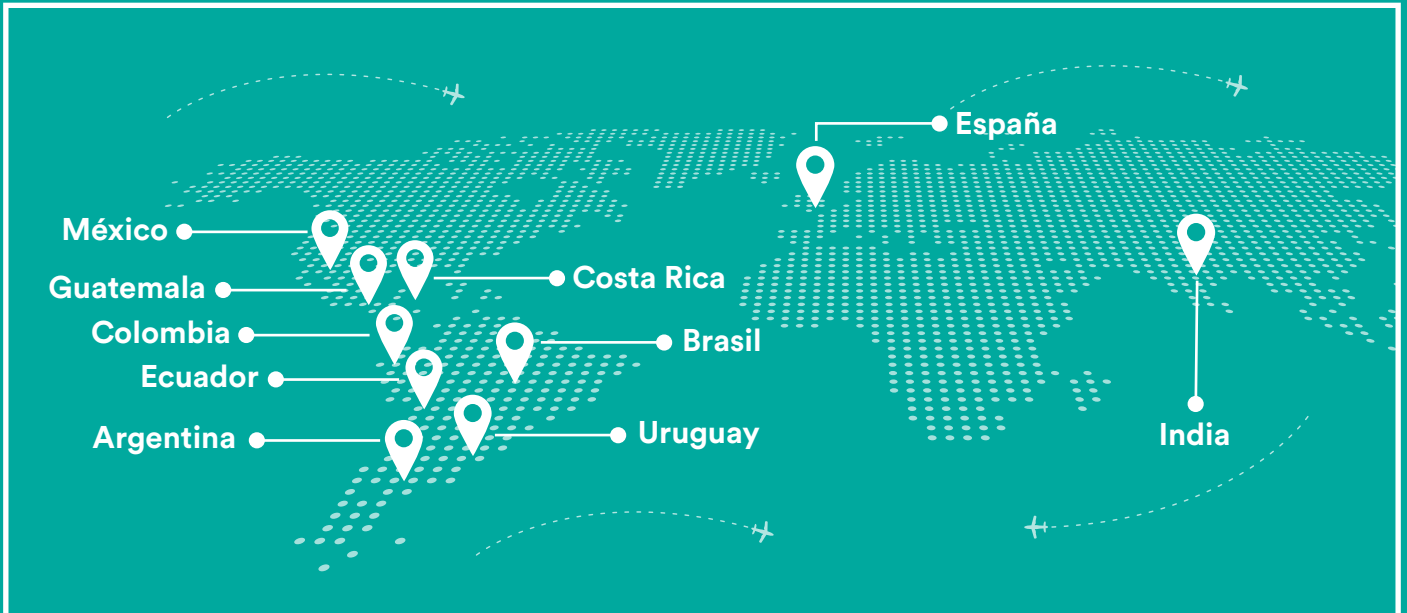 España
México
Costa Rica
Guatemala
Colombia
Brasil
Ecuador
Argentina
Uruguay
India